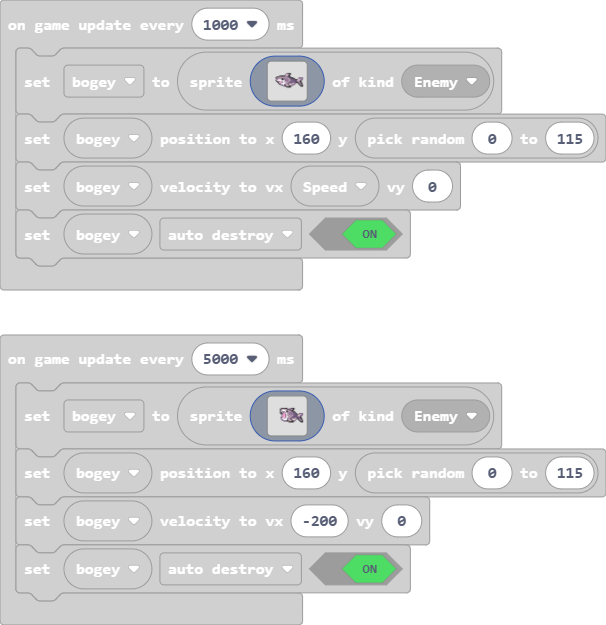 on game update every 1000 ms
set bogey to sprite of kind Enemy
set bogey position to x 160 y pick random 0 to 115
set bogey velocity to vx Speed vy 0
set bogey auto destroy ON
on game update every 5000 ms
set bogey to sprite of kind Enemy
set bogey position to x 160 y pick random 0 to 115
set bogey velocity to vx -200 vy 0
set bogey auto destroy ON